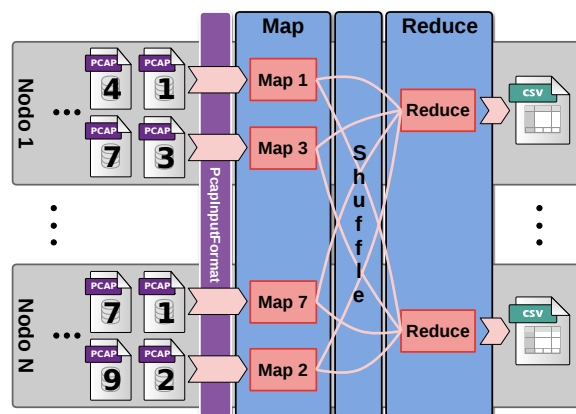 Map
Reduce
Nodo 1
PCAP
4
PCAP
1
PCAP
7
PCAP
3
...
PcapInputFormat
Map 1
Map 3
Shuffle
Reduce
CSV
Nodo N
PCAP
7
PCAP
1
PCAP
9
PCAP
2
...
Map 7
Map 2
Reduce
CSV